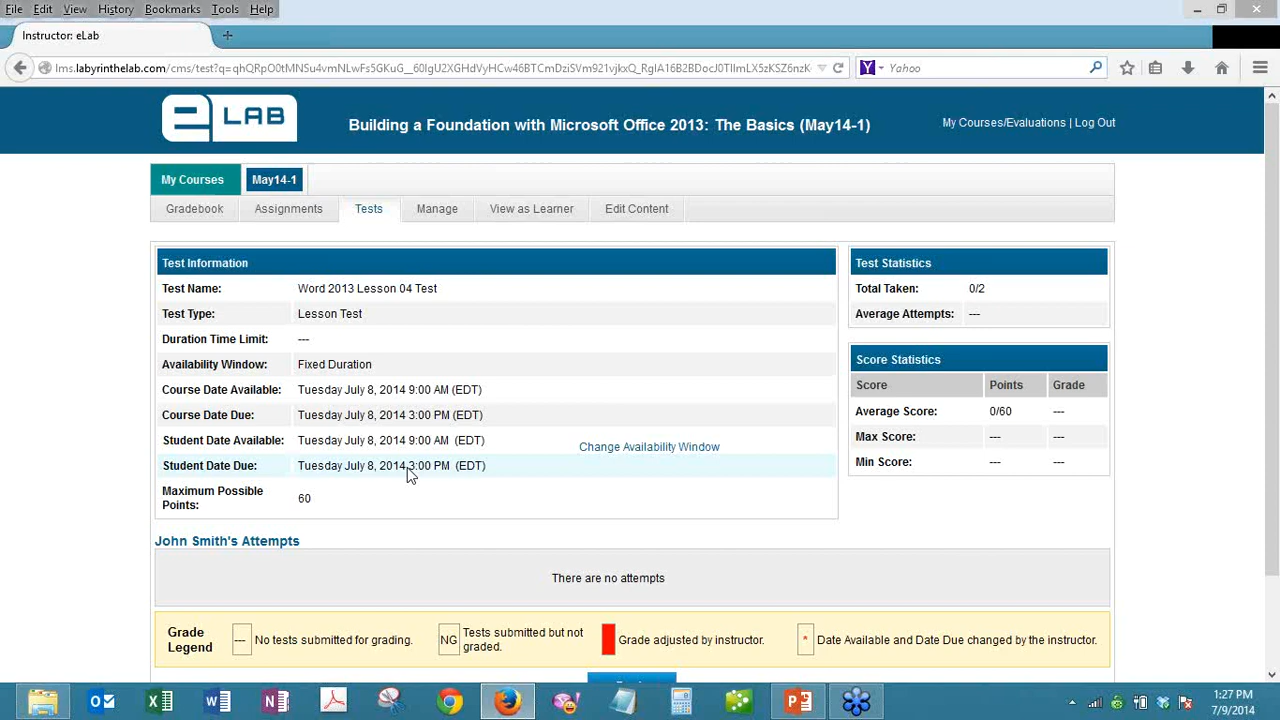 File Edit View History Bookmarks Tools Help
Instructor: eLab
lms.labyrinthelab.com/cms/test?
Yahoo
e LAB
Building a Foundation with Microsoft Office 2013: The Basics (May14-1)
My Courses/Evaluations | Log Out
My Courses May14-1
Gradebook Assignments Tests Manage View as Learner Edit Content
Test Information
Test Name: Word 2013 Lesson 04 Test
Test Type: Lesson Test
Duration Time Limit: ---
Availability Window: Fixed Duration
Course Date Available: Tuesday July 8, 2014 9:00 AM (EDT)
Course Date Due: Tuesday July 8, 2014 3:00 PM (EDT)
Student Date Available: Tuesday July 8, 2014 9:00 AM (EDT)
Change Availability Window
Student Date Due: Tuesday July 8, 2014 3:00 PM (EDT)
Maximum Possible
Points: 60
Test Statistics
Total Taken: 0/2
Average Attempts: ---
Score Statistics
Score Points Grade
Average Score: 0/60 ---
Max Score: --- ---
Min Score: --- ---
John Smith's Attempts
There are no attempts
Grade
Legend
--- No tests submitted for grading.
NG Tests submitted but not
graded.
Grade adjusted by instructor.
* Date Available and Date Due changed by the instructor.
1:27 PM
7/9/2014